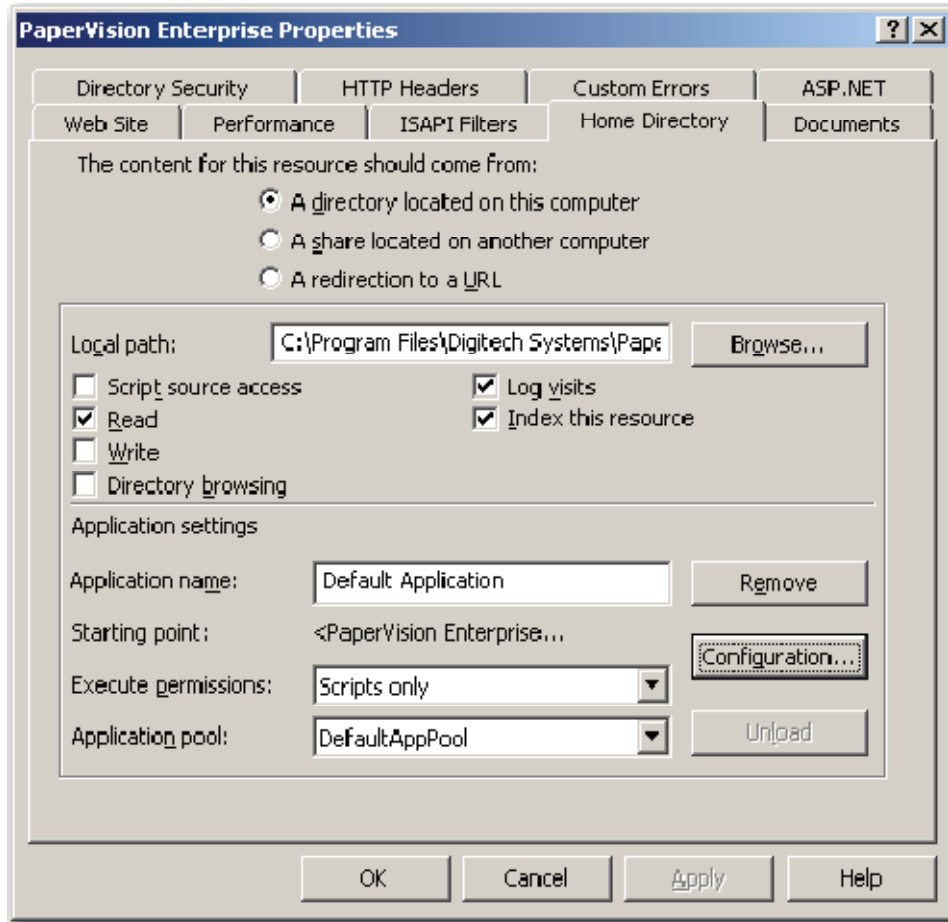 PaperVision Enterprise Properties
Directory Security HTTP Headers Custom Errors ASP.NET
Web Site Performance ISAPI Filters Home Directory Documents
The content for this resource should come from:
A directory located on this computer
A share located on another computer
A redirection to a URL
Local path: C:\Program Files\Digitech Systems\Pape Browse...
Script source access Log visits
Read Index this resource
Write
Directory browsing
Application settings
Application name: Default Application Remove
Starting point: <PaperVision Enterprise...
Configuration...
Execute permissions: Scripts only
Application pool: DefaultAppPool Unload
OK Cancel Apply Help